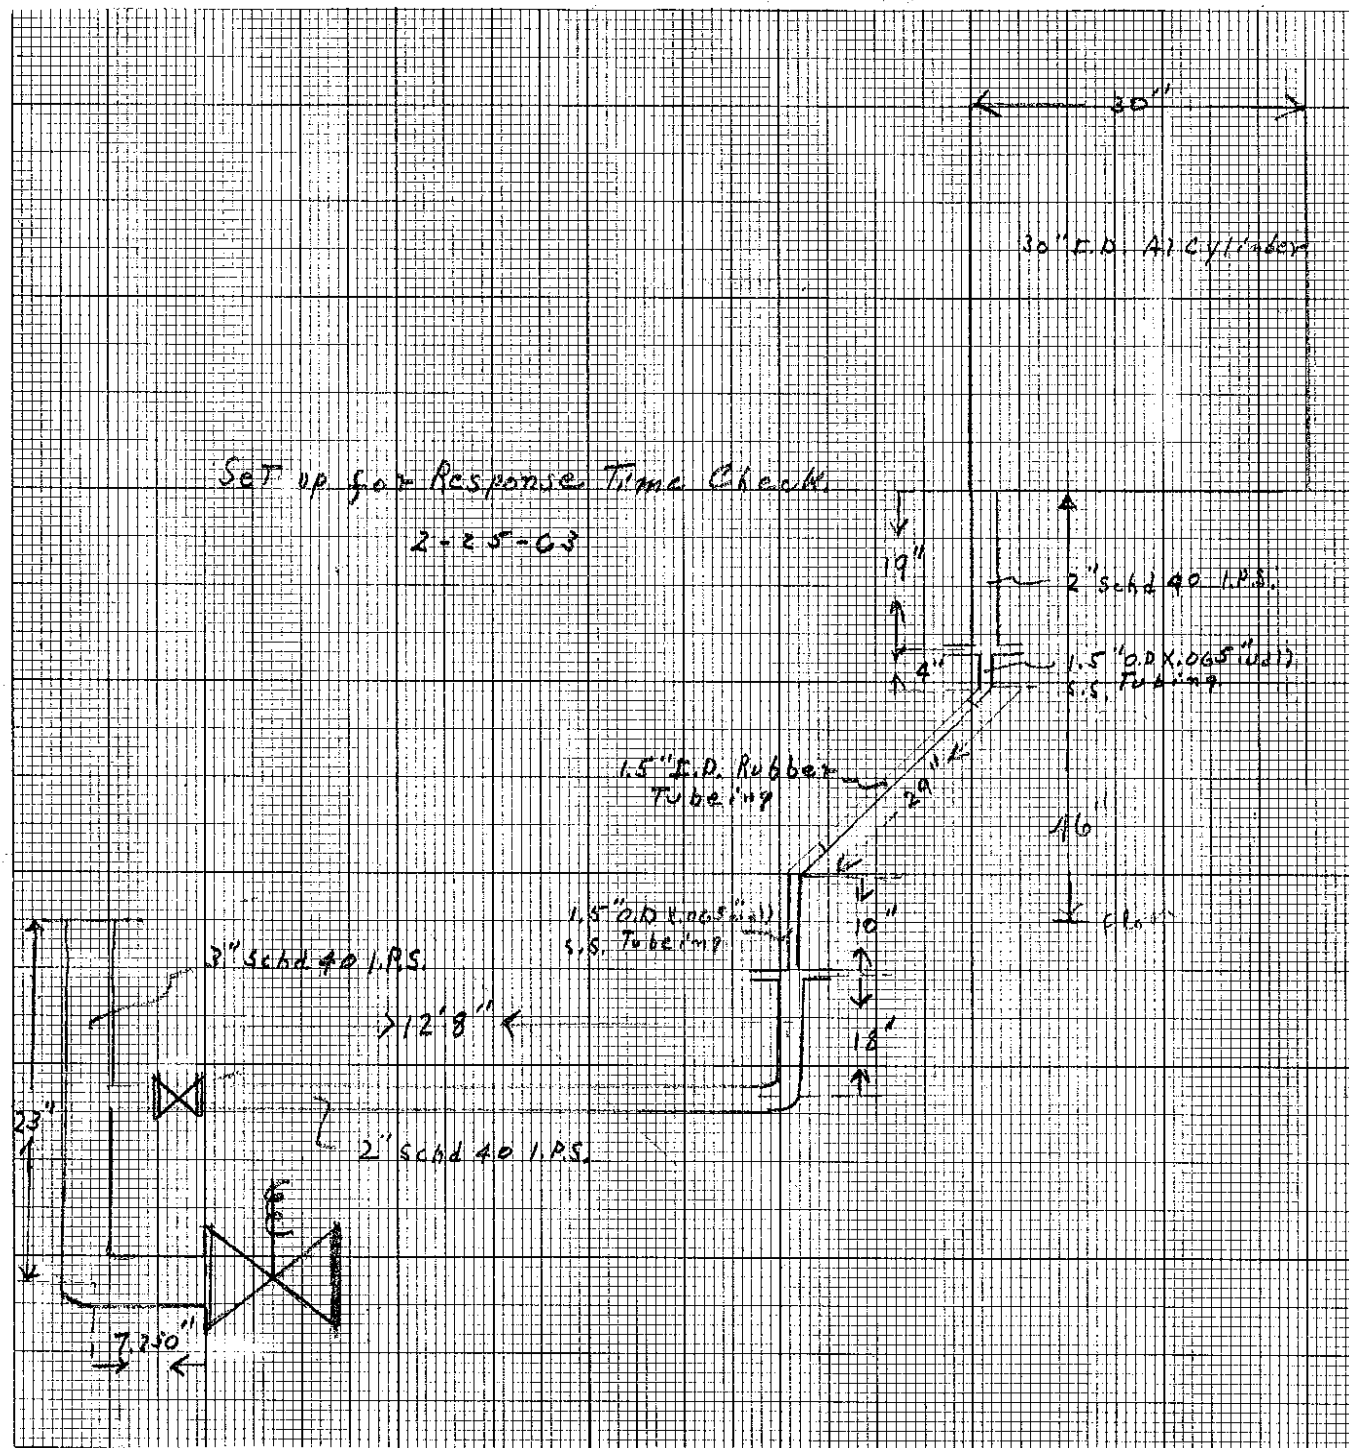 30"
30" I.D. Al Cylinder
Set up for Response Time Check.
2-25-03
19"
2" schd 40 I.P.S.
4"
1.5" O.D X .065" wall
S.S. Tubing
1.5" I.D. Rubber
Tubeing
29"
46"
1.5" O.D X .065" wall
S.S. Tubeing
10"
Floor
3" Schd 40 I.P.S.
12'8"
18"
23"
2" Schd 40 I.P.S.
7.250"